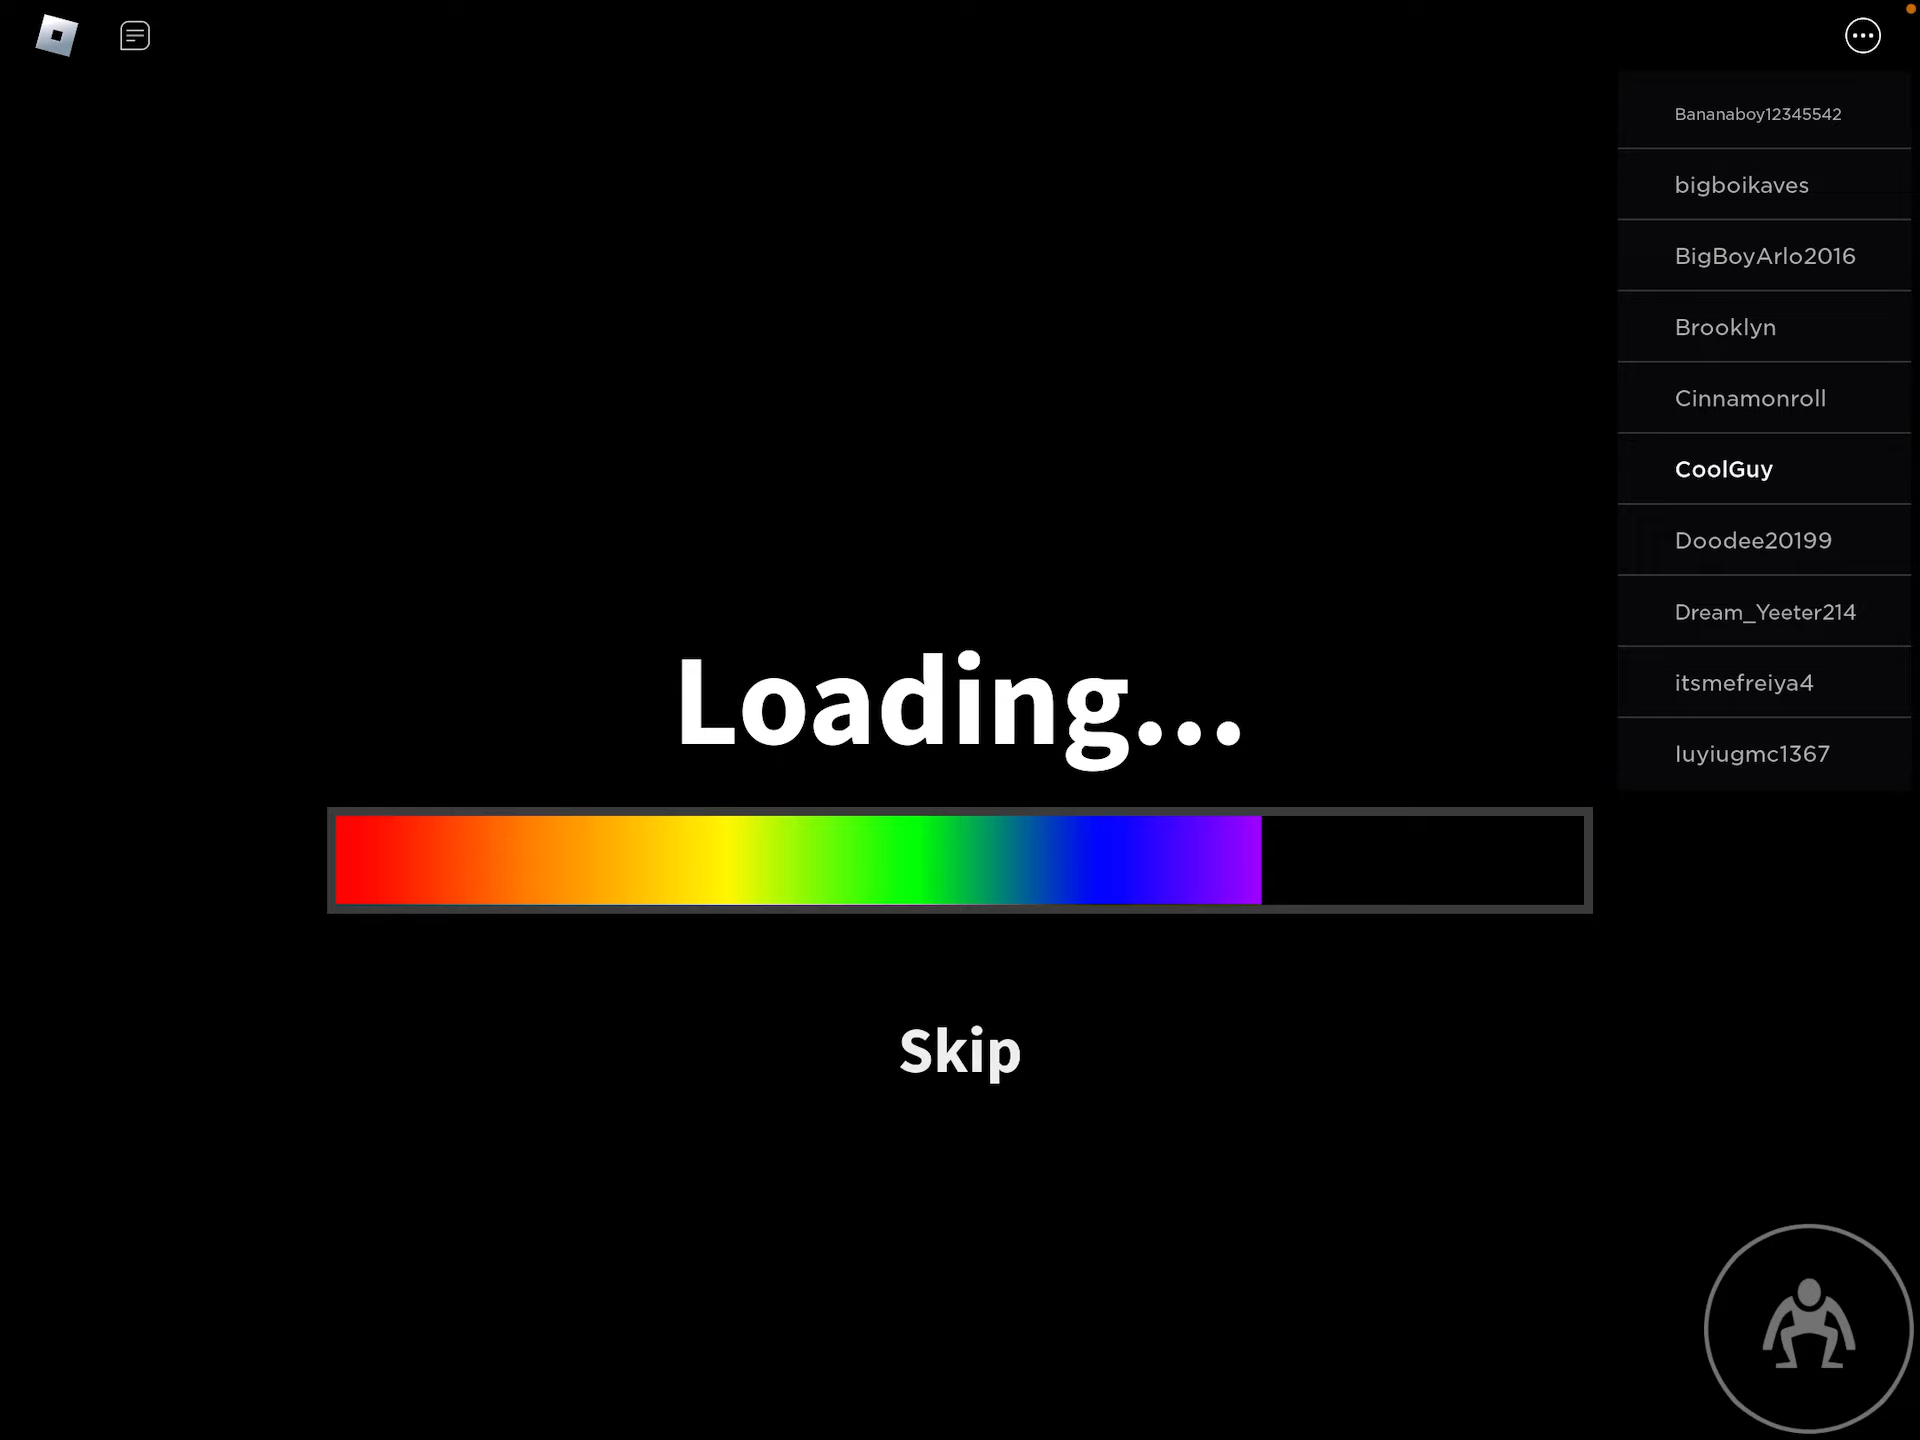 Bananaboy12345542
bigboikaves
BigBoyArlo2016
Brooklyn
Cinnamonroll
CoolGuy
Doodee20199
Dream_Yeeter214
itsmefreiya4
luyiugmc1367
Loading...
Skip